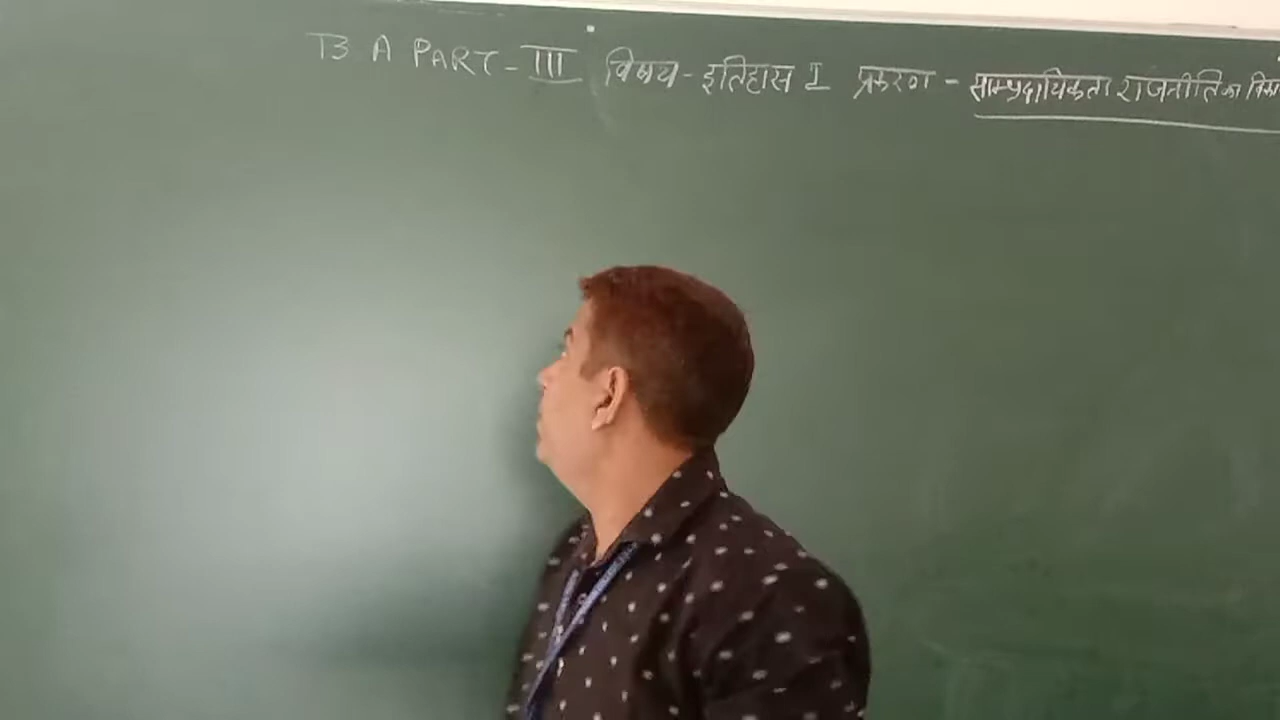 B A PART - III विषय - इतिहास I प्रकरण - साम्प्रदायिकता राजनीति का